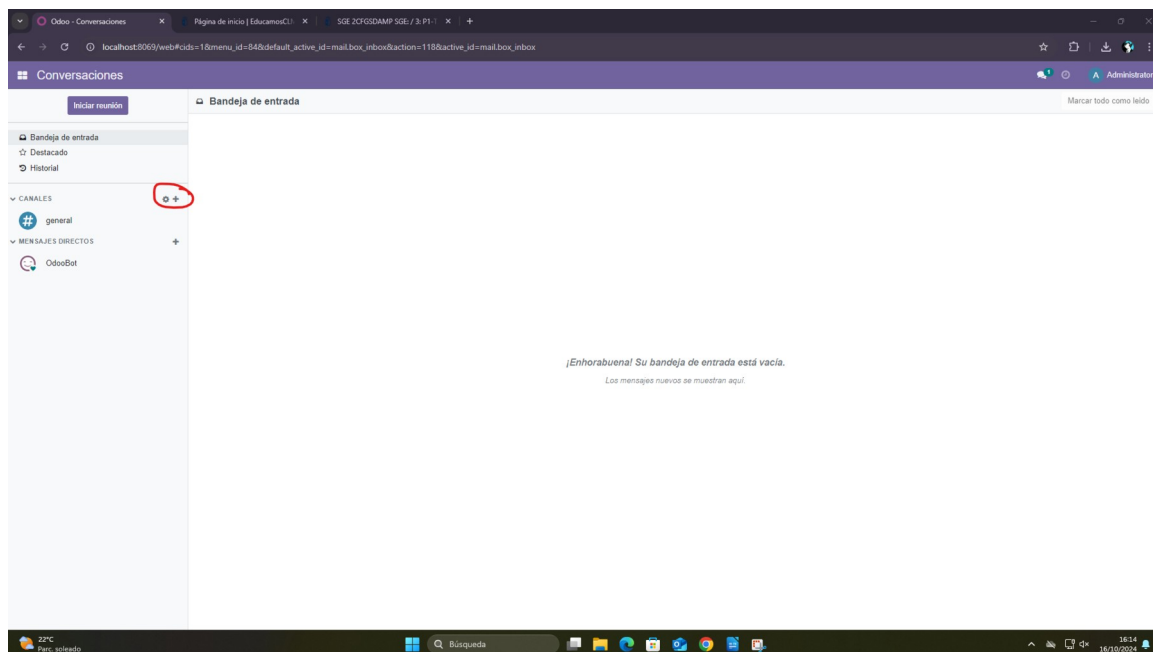 Odoo - Conversaciones
Página de inicio | EducamosCL
SGE 2CFGSDAMP SGE: / 3: P1-
localhost:8069/web#cids=1&menu_id=84&default_active_id=mail.box_inbox&action=118&active_id=mail.box_inbox
Conversaciones
1
A Administrator
Iniciar reunión
Bandeja de entrada
Marcar todo como leído
Bandeja de entrada
Destacado
Historial
CANALES
general
MENSAJES DIRECTOS
OdooBot
¡Enhorabuena! Su bandeja de entrada está vacía.
Los mensajes nuevos se muestran aquí.
22°C
Parc. soleado
Búsqueda
16:14
16/10/2024